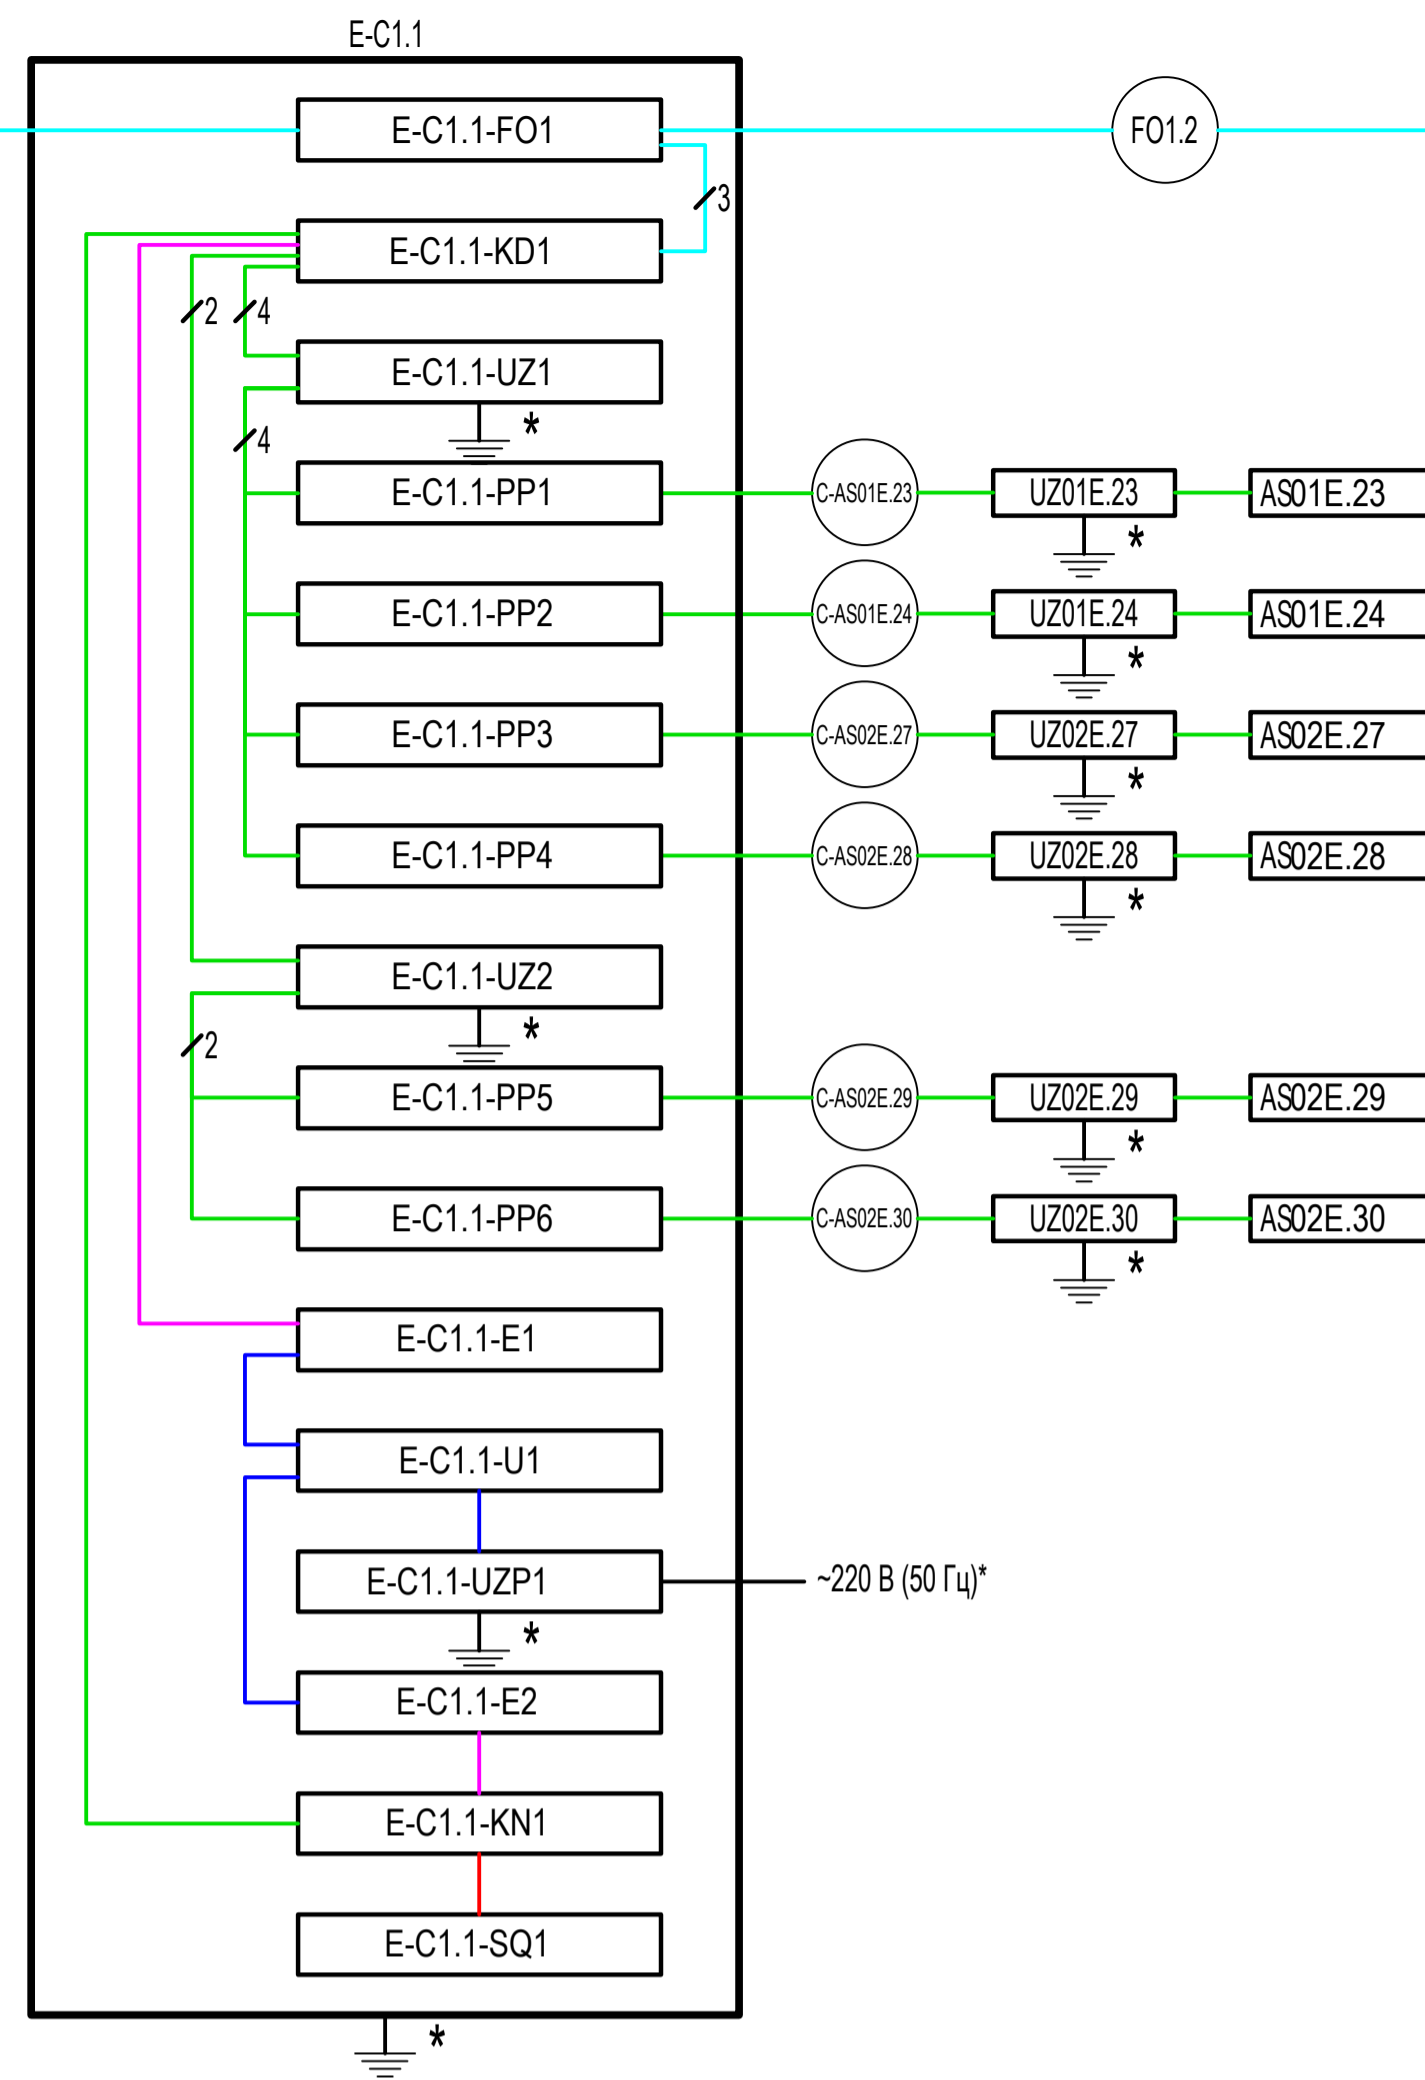 E-C1.1
E-C1.1-FO1
FO1.2
3
E-C1.1-KD1
2
4
E-C1.1-UZ1
*
4
E-C1.1-PP1
C-AS01E.23
UZ01E.23
AS01E.23
*
E-C1.1-PP2
C-AS01E.24
UZ01E.24
AS01E.24
*
E-C1.1-PP3
C-AS02E.27
UZ02E.27
AS02E.27
*
E-C1.1-PP4
C-AS02E.28
UZ02E.28
AS02E.28
*
E-C1.1-UZ2
*
2
E-C1.1-PP5
C-AS02E.29
UZ02E.29
AS02E.29
*
E-C1.1-PP6
C-AS02E.30
UZ02E.30
AS02E.30
*
E-C1.1-E1
E-C1.1-U1
E-C1.1-UZP1
~220 В (50 Гц)*
*
E-C1.1-E2
E-C1.1-KN1
E-C1.1-SQ1
*